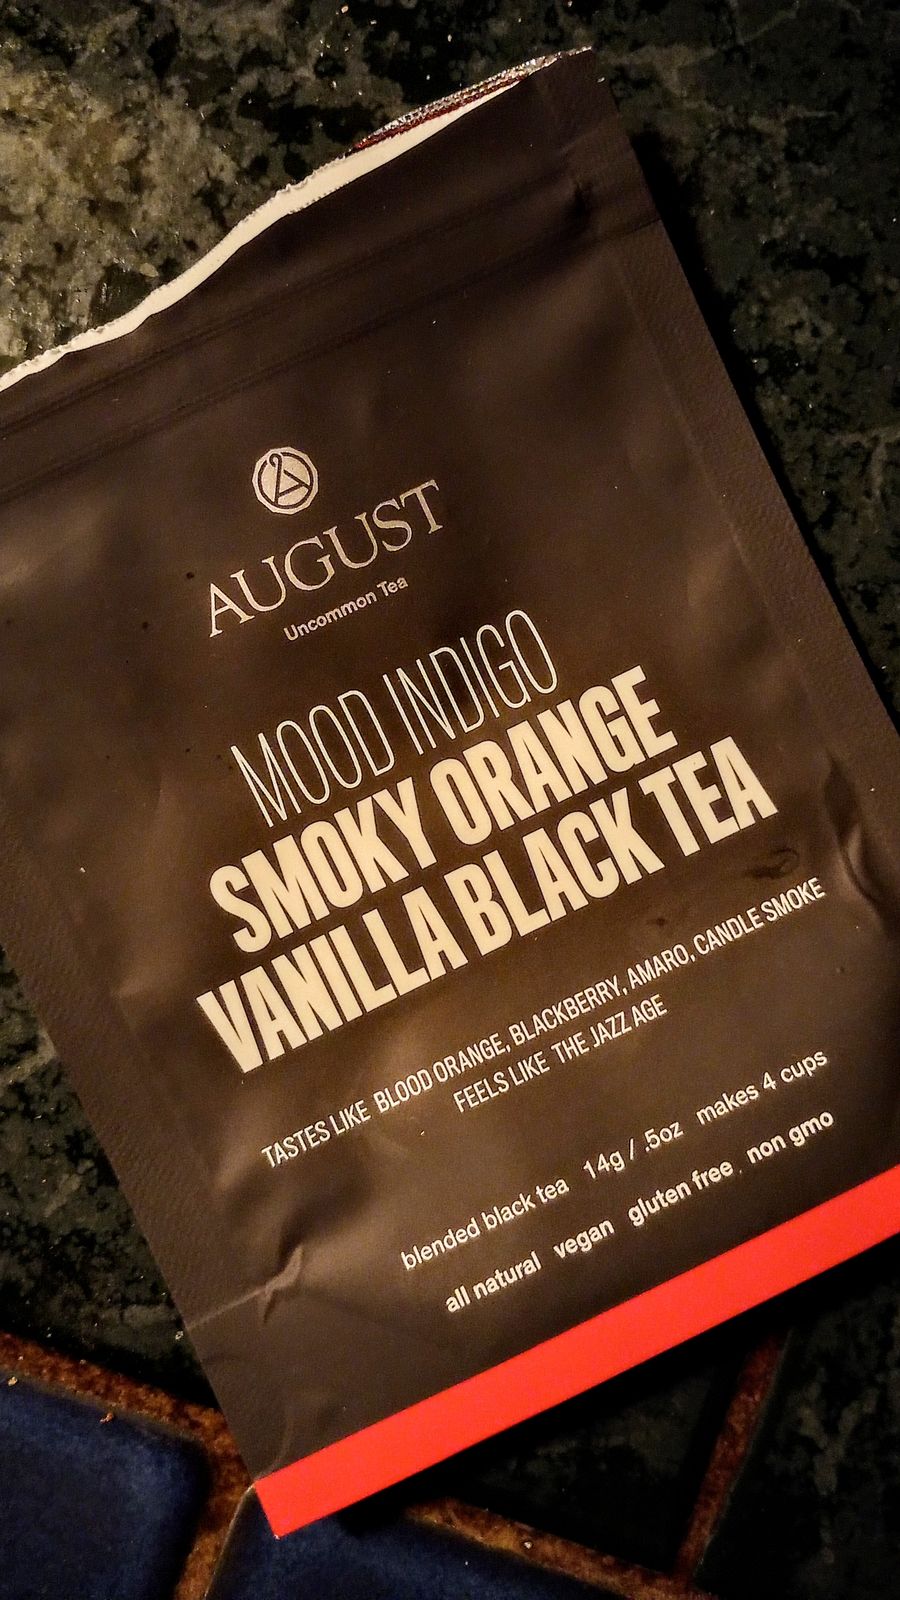 AUGUST
Uncommon Tea
MOOD INDIGO
SMOKY ORANGE
VANILLA BLACK TEA
TASTES LIKE BLOOD ORANGE, BLACKBERRY, AMARO, CANDLE SMOKE
FEELS LIKE THE JAZZ AGE
blended black tea 14g / .5oz makes 4 cups
all natural vegan gluten free non gmo